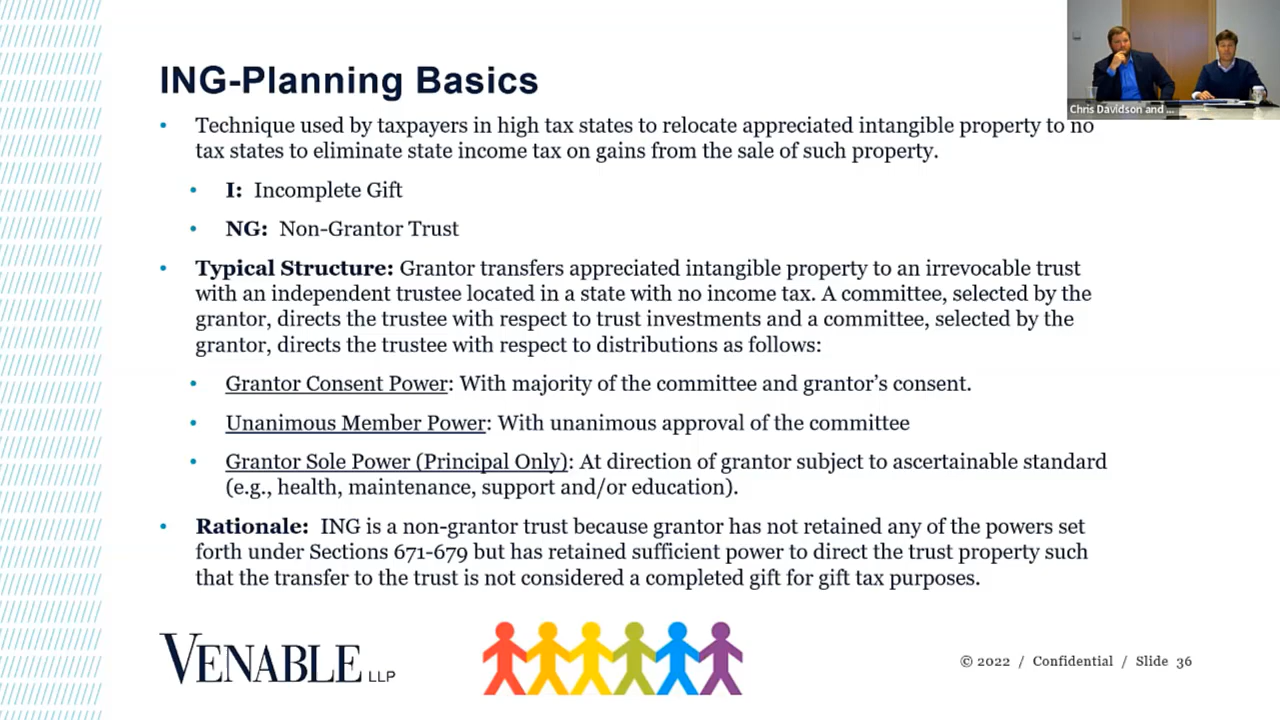 ING-Planning Basics
Chris Davidson and ...
• Technique used by taxpayers in high tax states to relocate appreciated intangible property to no
tax states to eliminate state income tax on gains from the sale of such property.
• I: Incomplete Gift
• NG: Non-Grantor Trust
• Typical Structure: Grantor transfers appreciated intangible property to an irrevocable trust
with an independent trustee located in a state with no income tax. A committee, selected by the
grantor, directs the trustee with respect to trust investments and a committee, selected by the
grantor, directs the trustee with respect to distributions as follows:
• Grantor Consent Power: With majority of the committee and grantor's consent.
• Unanimous Member Power: With unanimous approval of the committee
• Grantor Sole Power (Principal Only): At direction of grantor subject to ascertainable standard
(e.g., health, maintenance, support and/or education).
• Rationale: ING is a non-grantor trust because grantor has not retained any of the powers set
forth under Sections 671-679 but has retained sufficient power to direct the trust property such
that the transfer to the trust is not considered a completed gift for gift tax purposes.
VENABLE LLP
© 2022 / Confidential / Slide 36